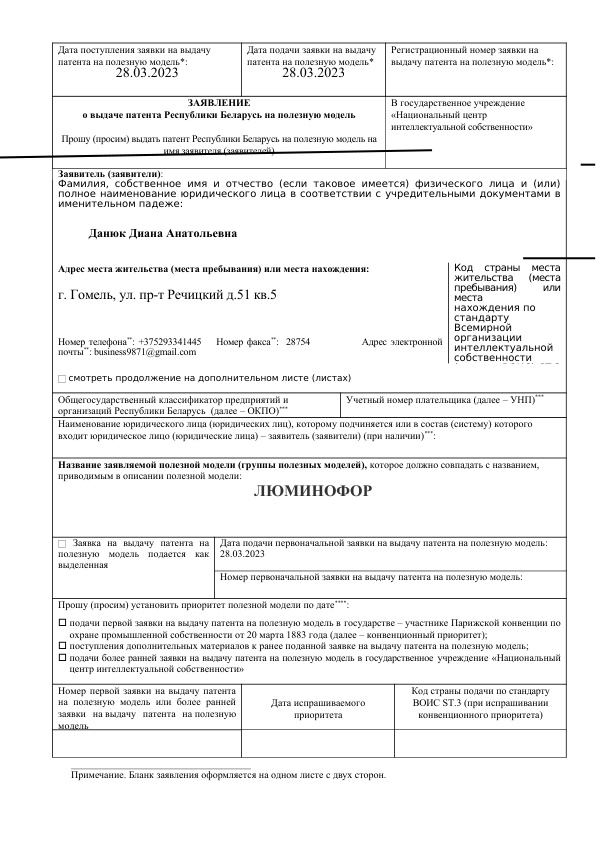 Дата поступления заявки на выдачу
патента на полезную модель*:
28.03.2023
Дата подачи заявки на выдачу
патента на полезную модель*
28.03.2023
Регистрационный номер заявки на
выдачу патента на полезную модель*:
ЗАЯВЛЕНИЕ
о выдаче патента Республики Беларусь на полезную модель
Прошу (просим) выдать патент Республики Беларусь на полезную модель на
имя заявителя (заявителей)
В государственное учреждение
«Национальный центр
интеллектуальной собственности»
Заявитель (заявители):
Фамилия, собственное имя и отчество (если таковое имеется) физического лица и (или)
полное наименование юридического лица в соответствии с учредительными документами в
именительном падеже:
Данюк Диана Анатольевна
Адрес места жительства (места пребывания) или места нахождения:
г. Гомель, ул. пр-т Речицкий д.51 кв.5
Номер телефона**: +375293341445 Номер факса**: 28754 Адрес электронной
почты**: business9871@gmail.com
Код страны места
жительства (места
пребывания) или
места
нахождения по
стандарту
Всемирной
организации
интеллектуальной
собственности
смотреть продолжение на дополнительном листе (листах)
Общегосударственный классификатор предприятий и
организаций Республики Беларусь (далее – ОКПО)***
Учетный номер плательщика (далее – УНП)***
Наименование юридического лица (юридических лиц), которому подчиняется или в состав (систему) которого
входит юридическое лицо (юридические лица) – заявитель (заявители) (при наличии)***:
Название заявляемой полезной модели (группы полезных моделей), которое должно совпадать с названием,
приводимым в описании полезной модели:
ЛЮМИНОФОР
Заявка на выдачу патента на
полезную модель подается как
выделенная
Дата подачи первоначальной заявки на выдачу патента на полезную модель:
28.03.2023
Номер первоначальной заявки на выдачу патента на полезную модель:
Прошу (просим) установить приоритет полезной модели по дате****:
подачи первой заявки на выдачу патента на полезную модель в государстве – участнике Парижской конвенции по
охране промышленной собственности от 20 марта 1883 года (далее – конвенционный приоритет);
поступления дополнительных материалов к ранее поданной заявке на выдачу патента на полезную модель;
подачи более ранней заявки на выдачу патента на полезную модель в государственное учреждение «Национальный
центр интеллектуальной собственности»
Номер первой заявки на выдачу патента
на полезную модель или более ранней
заявки на выдачу патента на полезную
модель
Дата испрашиваемого
приоритета
Код страны подачи по стандарту
ВОИС ST.3 (при испрашивании
конвенционного приоритета)
Примечание. Бланк заявления оформляется на одном листе с двух сторон.